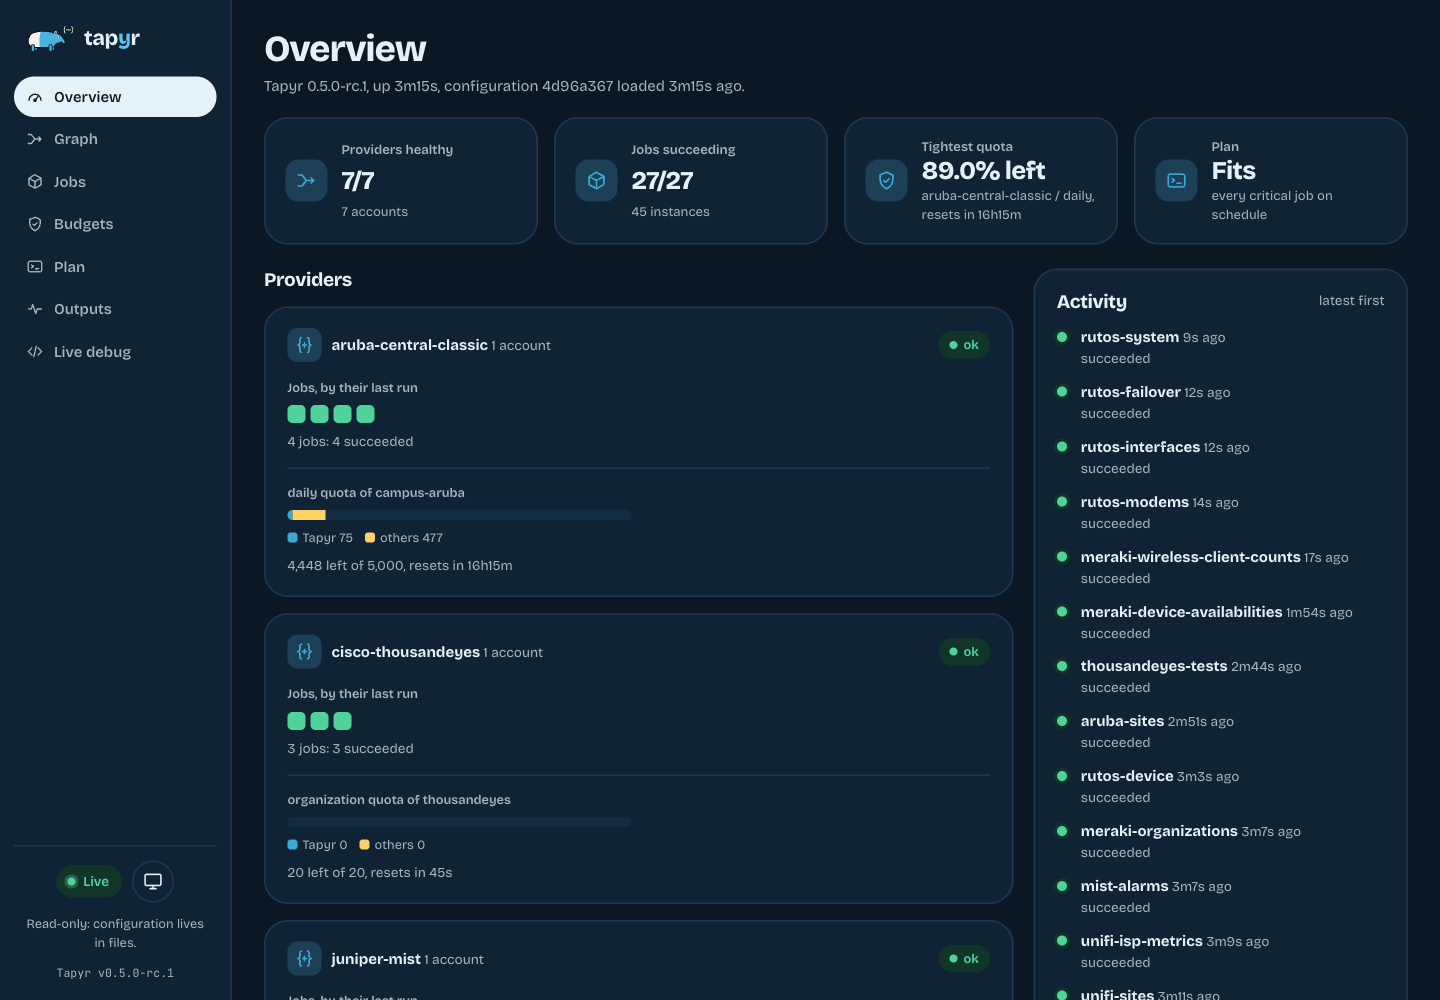 tapyr
Overview
Graph
Jobs
Budgets
Plan
Outputs
Live debug
Live
Read-only: configuration lives
in files.
Tapyr v0.5.0-rc.1
Overview
Tapyr 0.5.0-rc.1, up 3m15s, configuration 4d96a367 loaded 3m15s ago.
Providers healthy
7/7
7 accounts
Jobs succeeding
27/27
45 instances
Tightest quota
89.0% left
aruba-central-classic / daily,
resets in 16h15m
Plan
Fits
every critical job on
schedule
Providers
aruba-central-classic 1 account
ok
Jobs, by their last run
4 jobs: 4 succeeded
daily quota of campus-aruba
Tapyr 75 others 477
4,448 left of 5,000, resets in 16h15m
cisco-thousandeyes 1 account
ok
Jobs, by their last run
3 jobs: 3 succeeded
organization quota of thousandeyes
Tapyr 0 others 0
20 left of 20, resets in 45s
juniper-mist 1 account
ok
Jobs, by their last run
Activity
latest first
rutos-system 9s ago
succeeded
rutos-failover 12s ago
succeeded
rutos-interfaces 12s ago
succeeded
rutos-modems 14s ago
succeeded
meraki-wireless-client-counts 17s ago
succeeded
meraki-device-availabilities 1m54s ago
succeeded
thousandeyes-tests 2m44s ago
succeeded
aruba-sites 2m51s ago
succeeded
rutos-device 3m3s ago
succeeded
meraki-organizations 3m7s ago
succeeded
mist-alarms 3m7s ago
succeeded
unifi-isp-metrics 3m9s ago
succeeded
unifi-sites 3m11s ago